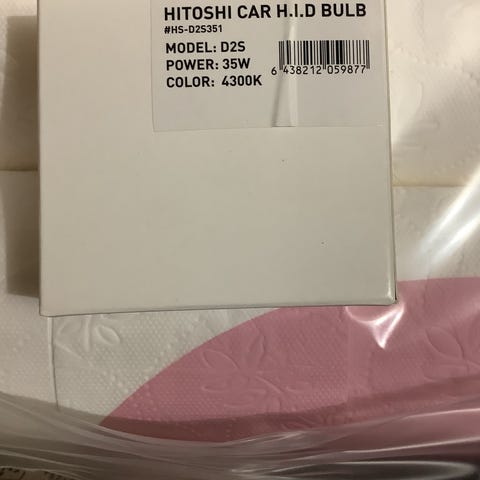 HITOSHI CAR H.I.D BULB
#HS-D2S351
MODEL: D2S
POWER: 35W
COLOR: 4300K
6 438212 059877